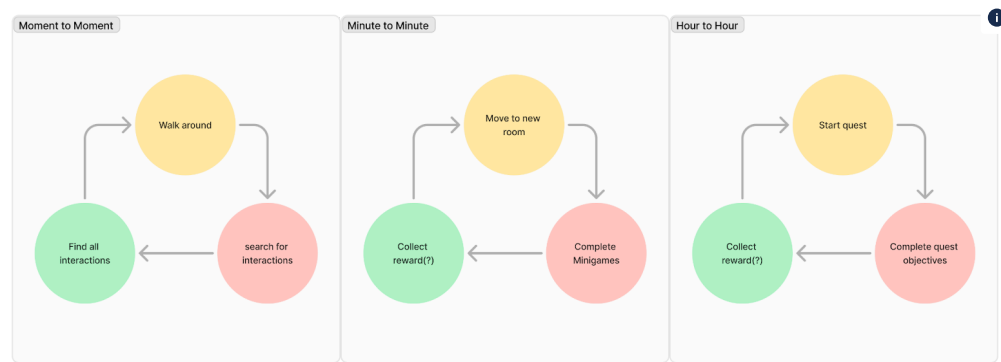 Moment to Moment
Walk around
search for
interactions
Find all
interactions
Minute to Minute
Move to new
room
Complete
Minigames
Collect
reward(?)
Hour to Hour
Start quest
Complete quest
objectives
Collect
reward(?)
i